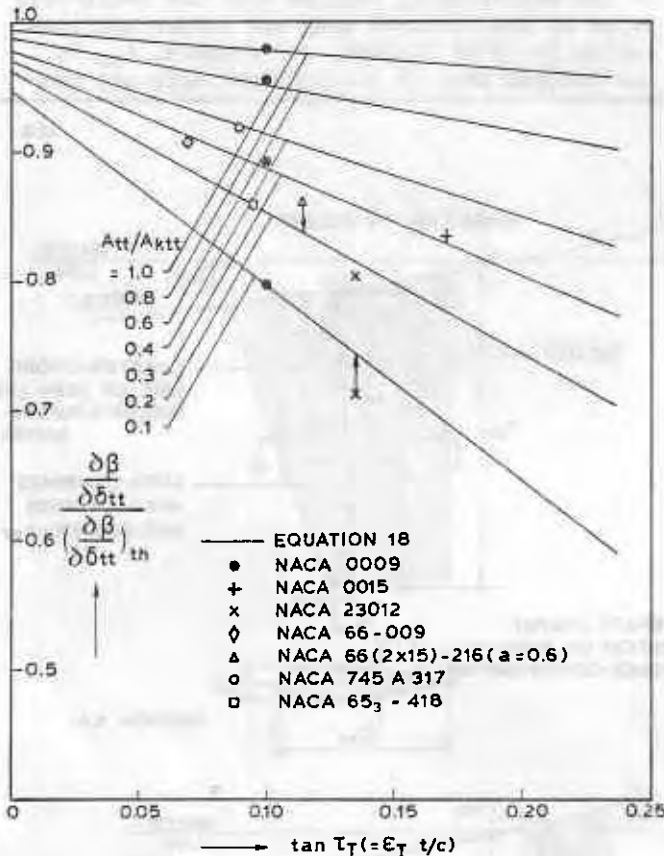 1.0
0.9
0.8
0.7
0.6
0.5
Att/Aktt
= 1.0
0.8
0.6
0.4
0.3
0.2
0.1
∂β
∂δtt
(∂β
∂δtt)th
EQUATION 18
NACA 0009
NACA 0015
NACA 23012
NACA 66-009
NACA 66(2x15)-216(a=0.6)
NACA 745 A 317
NACA 65₃ - 418
0 0.05 0.10 0.15 0.20 0.25
tan τT(=ƐT t/c)